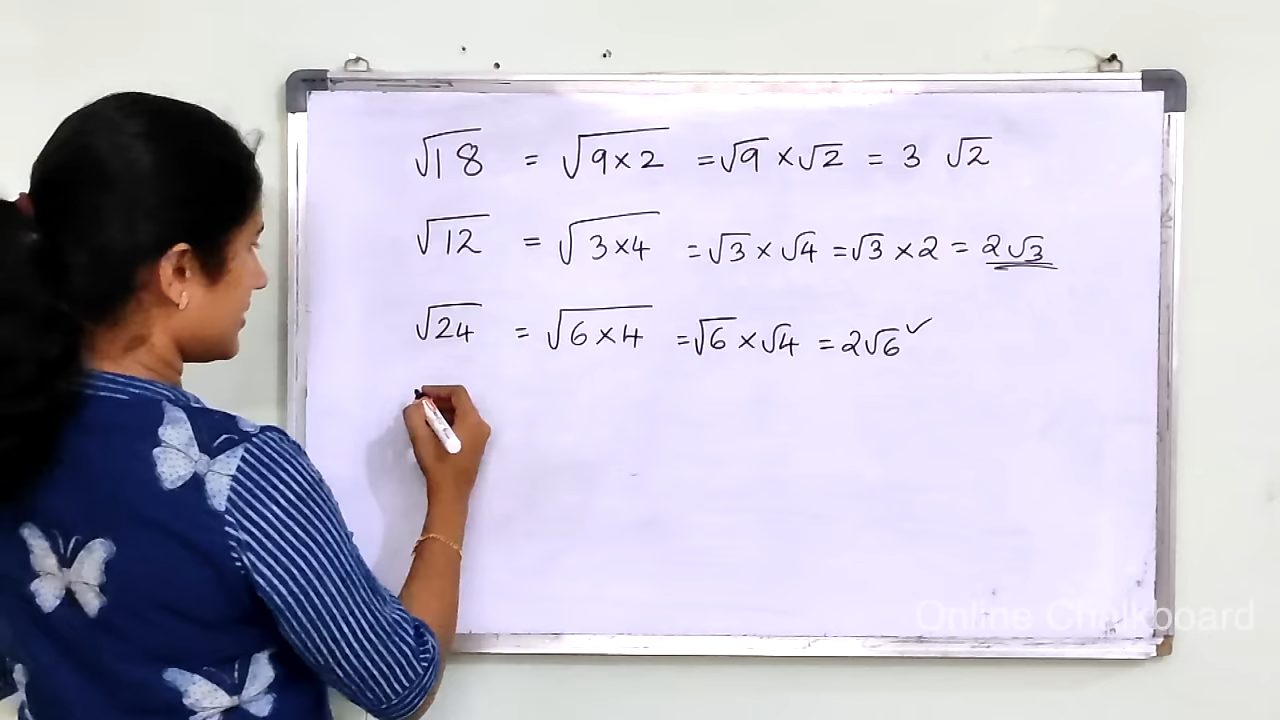 √18 = √9×2 = √9 × √2 = 3 √2
√12 = √3×4 = √3 × √4 = √3 × 2 = 2√3
√24 = √6×4 = √6 × √4 = 2√6 ✓
Online Chalkboard